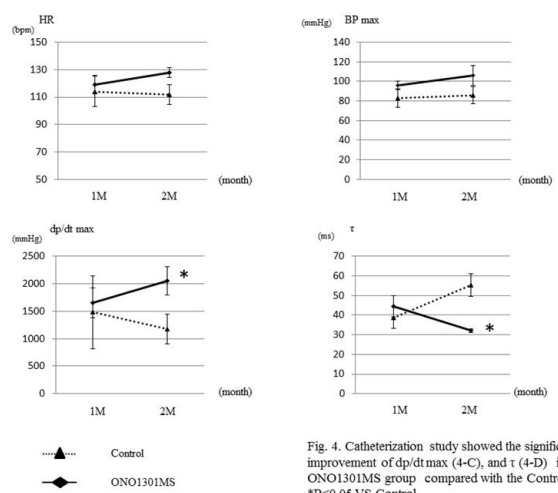 HR
(bpm)
150
130
110
90
70
50
1M 2M
(month)
BP max
(mmHg)
140
120
100
80
60
40
20
0
1M 2M
(month)
dp/dt max
(mmHg)
2500
2000
1500
1000
500
0
*
1M 2M
(month)
τ
(ms)
70
60
50
40
30
20
10
0
*
1M 2M
(month)
Control
ONO1301MS
Fig. 4. Catheterization study showed the
improvement of dp/dt max (4-C), and τ (4-D)
ONO1301MS group compared with the
*P<0.05 VS Control